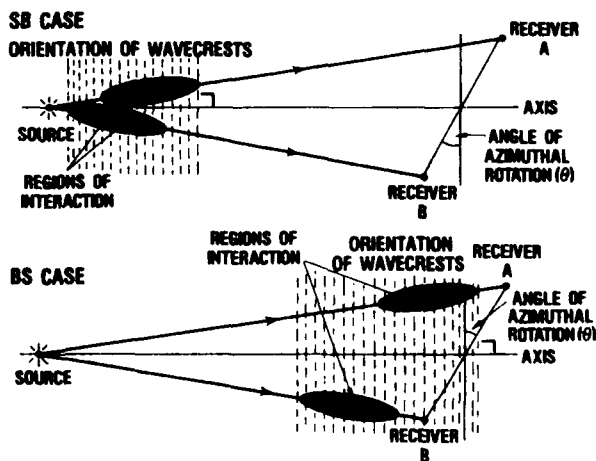 SB CASE
ORIENTATION OF WAVECRESTS
RECEIVER
A
AXIS
SOURCE
ANGLE OF
AZIMUTHAL
ROTATION (θ)
REGIONS OF
INTERACTION
RECEIVER
B
BS CASE
REGIONS OF
INTERACTION
ORIENTATION
OF WAVECRESTS
RECEIVER
A
ANGLE OF
AZIMUTHAL
ROTATION (θ)
AXIS
SOURCE
RECEIVER
B